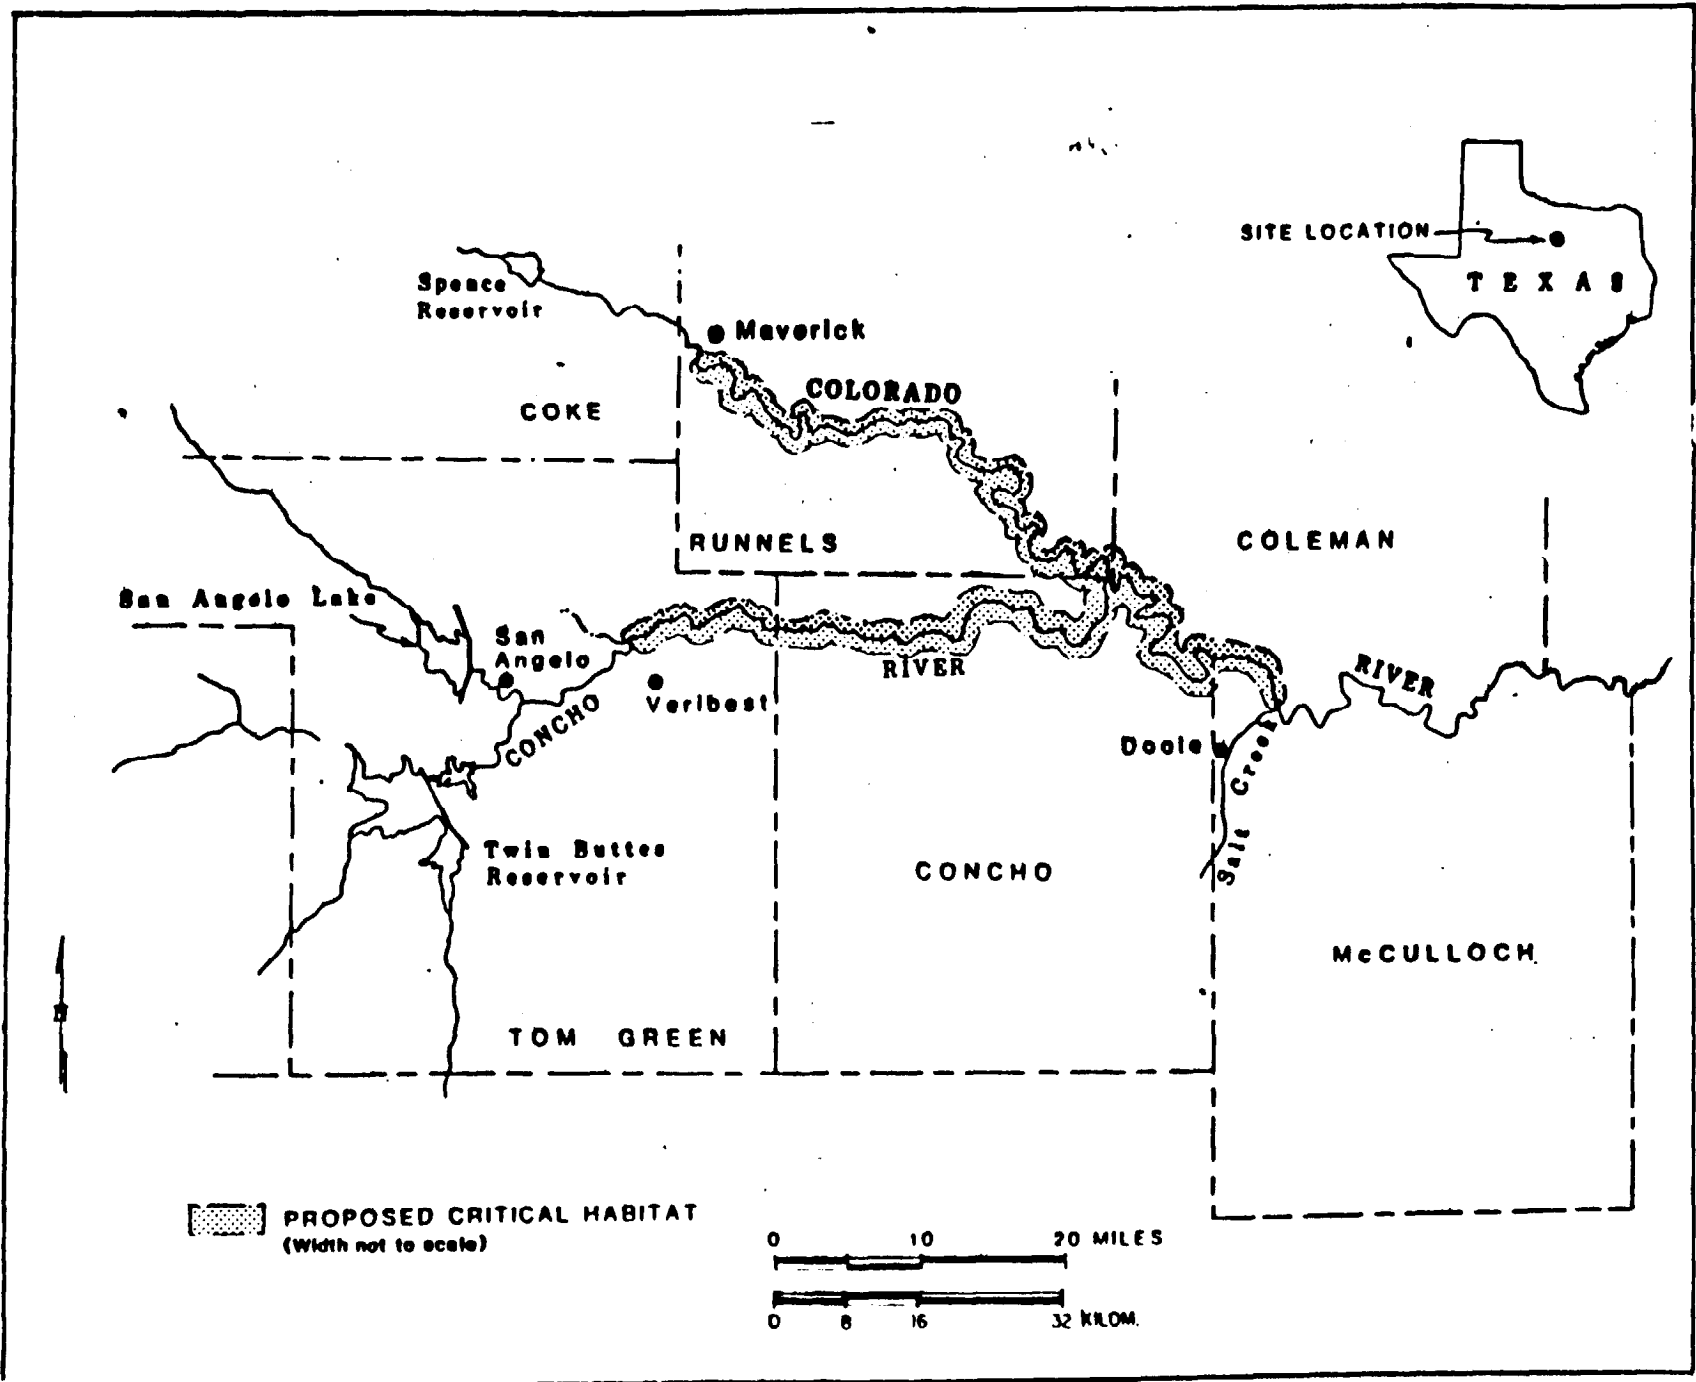 SITE LOCATION
TEXAS
Spence
Reservoir
Maverick
COLORADO
COKE
RUNNELS
COLEMAN
San Angelo Lake
San
Angelo
RIVER
RIVER
Veribest
CONCHO
Doole
Salt Creek
Twin Buttes
Reservoir
CONCHO
McCULLOCH
TOM GREEN
N
PROPOSED CRITICAL HABITAT
(Width not to scale)
0 10 20 MILES
0 8 16 32 KILOM.